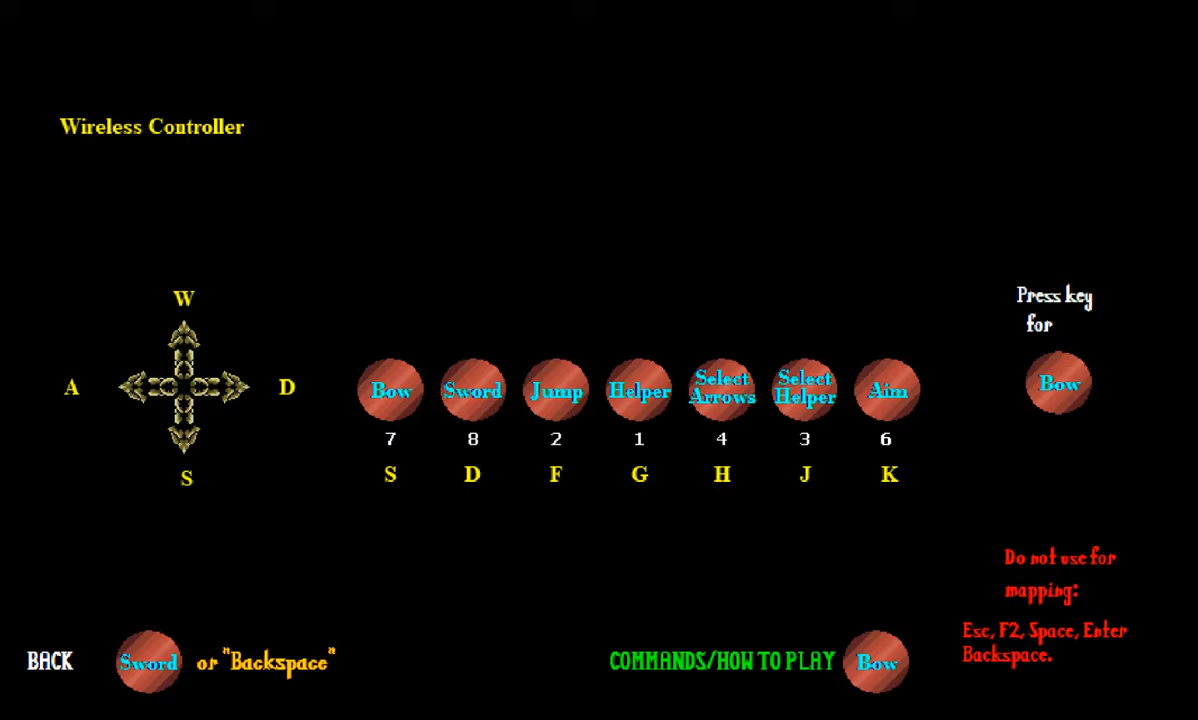 Wireless Controller
W
Press key
for
A
D
Bow
Sword
Jump
Helper
Select
Arrows
Select
Helper
Aim
Bow
7 8 2 1 4 3 6
S
S D F G H J K
Do not use for
mapping:
Esc, F2, Space, Enter
Backspace.
BACK Sword or "Backspace"
COMMANDS/HOW TO PLAY Bow